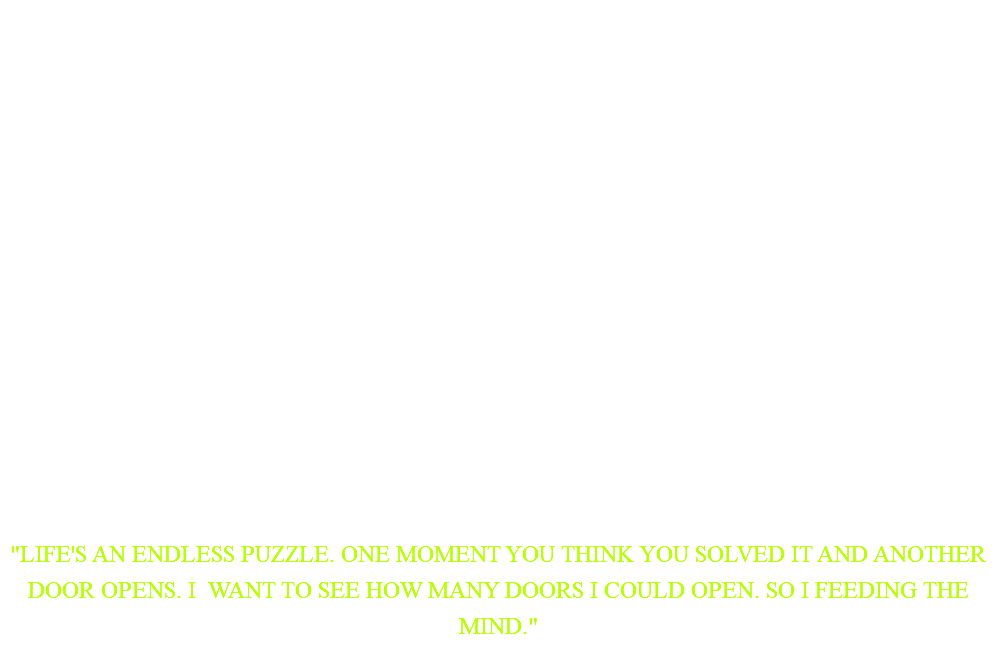 "LIFE'S AN ENDLESS PUZZLE. ONE MOMENT YOU THINK YOU SOLVED IT AND ANOTHER
DOOR OPENS. I  WANT TO SEE HOW MANY DOORS I COULD OPEN. SO I FEEDING THE
MIND."